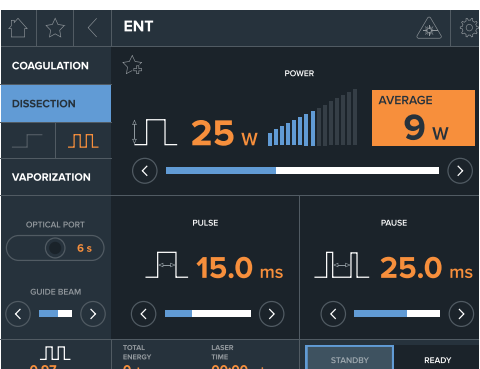 ENT
COAGULATION
DISSECTION
VAPORIZATION
POWER
25 W
AVERAGE
9 W
OPTICAL PORT
6 s
GUIDE BEAM
PULSE
15.0 ms
PAUSE
25.0 ms
TOTAL
ENERGY
LASER
TIME
STANDBY
READY